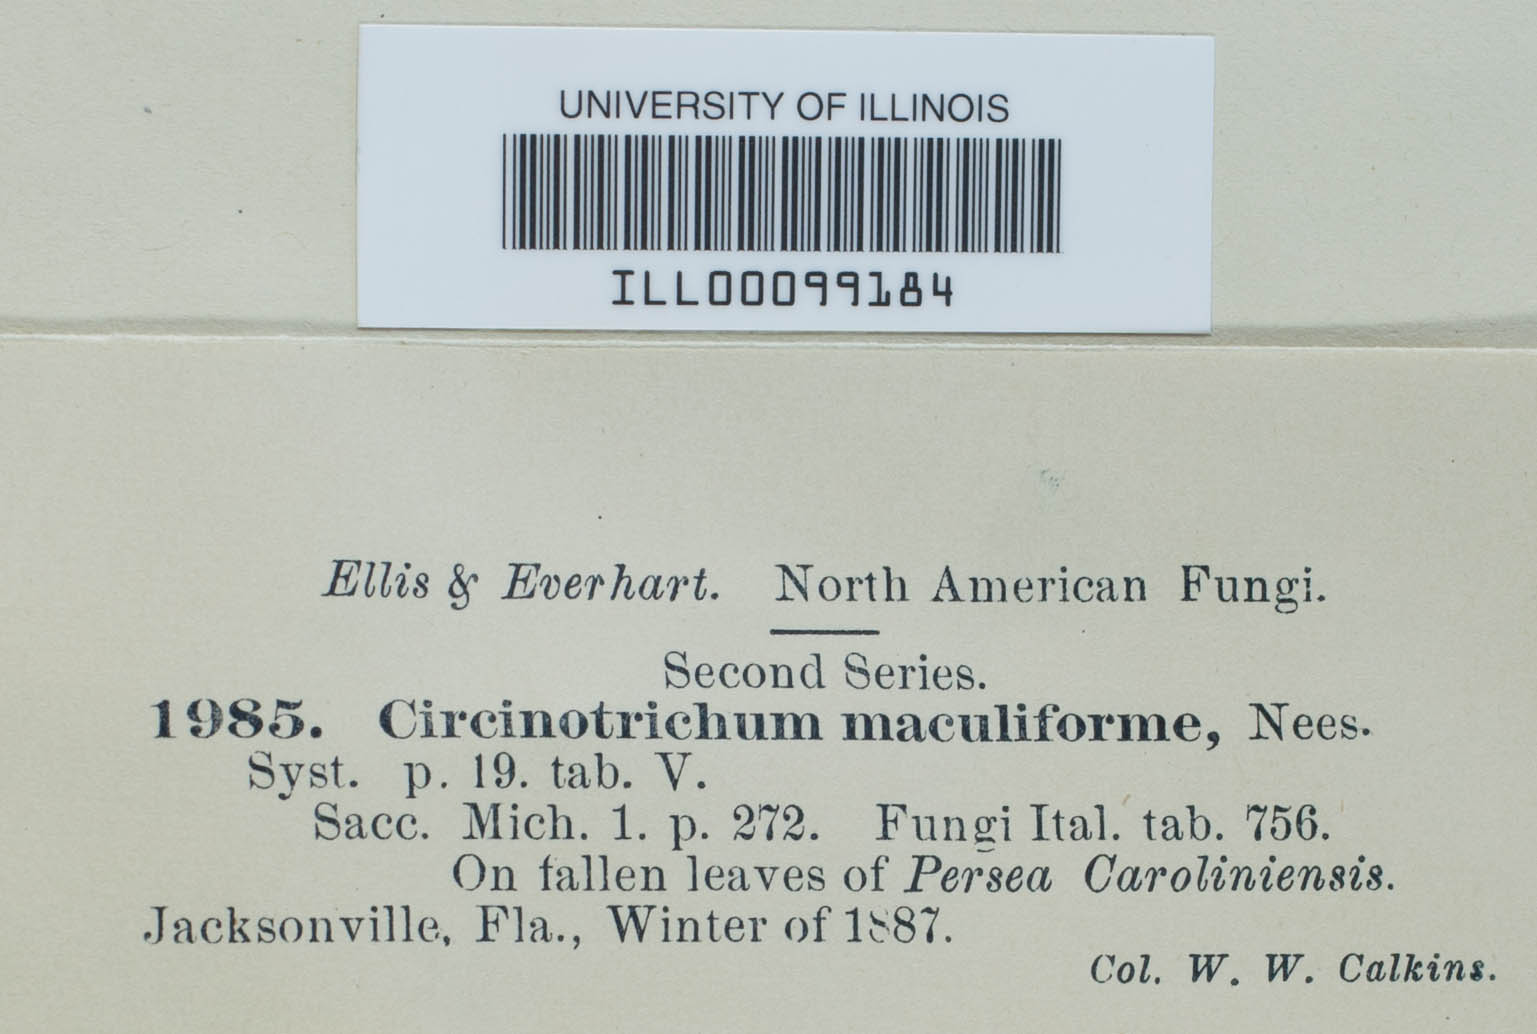 UNIVERSITY OF ILLINOIS
ILL00099184
Ellis & Everhart. North American Fungi.
Second Series.
1985. Circinotrichum maculiforme, Nees.
Syst. p. 19. tab. V.
Sacc. Mich. 1. p. 272. Fungi Ital. tab. 756.
On fallen leaves of Persea Caroliniensis.
Jacksonville, Fla., Winter of 1887.
Col. W. W. Calkins.